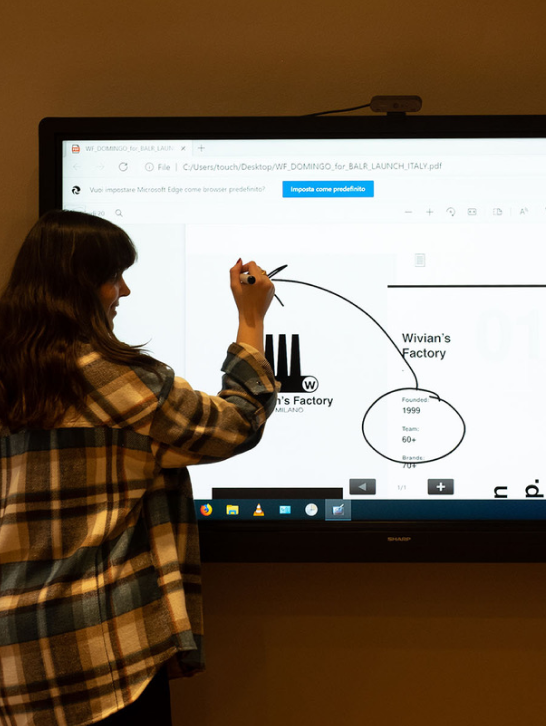 WF_DOMINGO_for_BALR_LAUN
File | C:/Users/touch/Desktop/WF_DOMINGO_for_BALR_LAUNCH_ITALY.pdf
Vuoi impostare Microsoft Edge come browser predefinito?
Imposta come predefinito
01
Wivian's
Factory
W
n's Factory
MILANO
Founded:
1999
Team:
60+
Brands:
70+
1/1
n
p.
SHARP